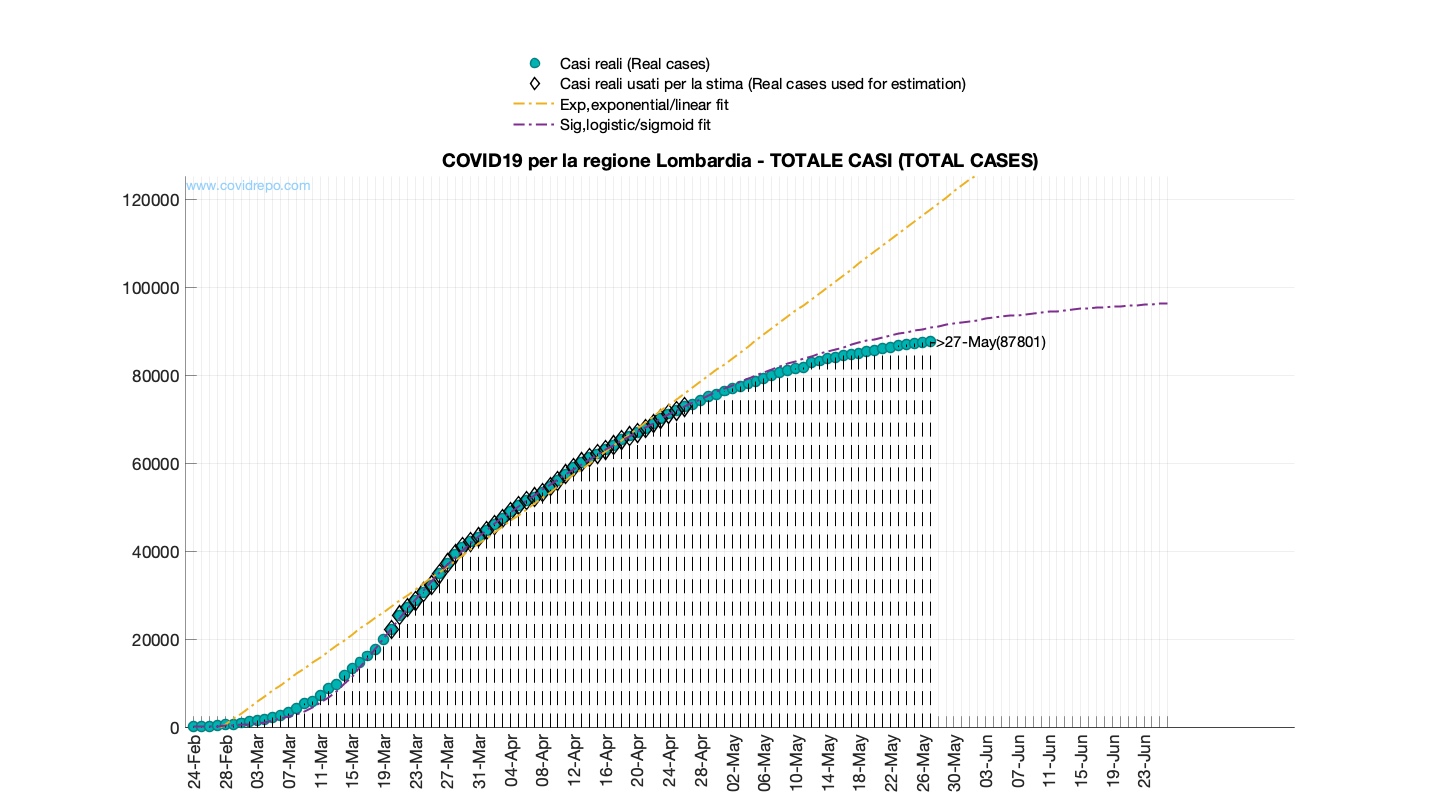 Casi reali (Real cases)
Casi reali usati per la stima (Real cases used for estimation)
Exp,exponential/linear fit
Sig,logistic/sigmoid fit
COVID19 per la regione Lombardia - TOTALE CASI (TOTAL CASES)
www.covidrepo.com
120000
100000
80000
60000
40000
20000
0
->27-May(87801)
24-Feb
28-Feb
03-Mar
07-Mar
11-Mar
15-Mar
19-Mar
23-Mar
27-Mar
31-Mar
04-Apr
08-Apr
12-Apr
16-Apr
20-Apr
24-Apr
28-Apr
02-May
06-May
10-May
14-May
18-May
22-May
26-May
30-May
03-Jun
07-Jun
11-Jun
15-Jun
19-Jun
23-Jun